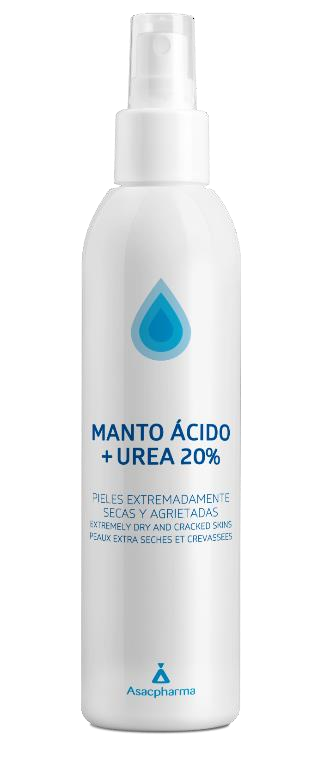 MANTO ÁCIDO
+ UREA 20%
PIELES EXTREMADAMENTE
SECAS Y AGRIETADAS
EXTREMELY DRY AND CRACKED SKINS
PEAUX EXTRA SECHES ET CREVASSEES
Asacpharma